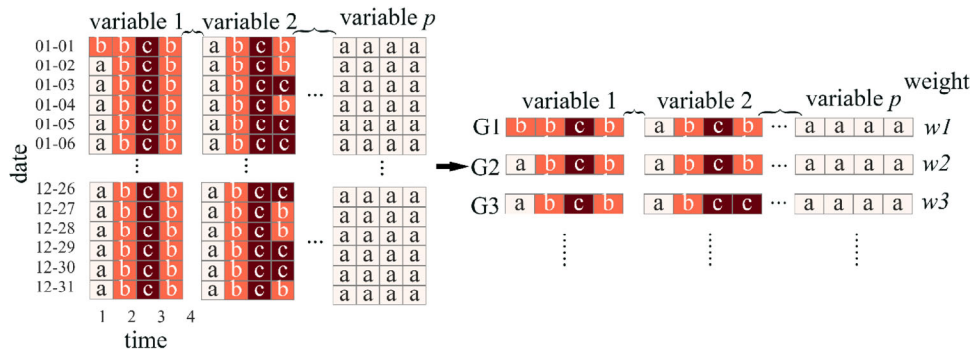 variable 1 variable 2 variable p
01-01 b b c b a b c b a a a a
01-02 a b c b a b c b a a a a
01-03 a b c b a b c c a a a a
01-04 a b c b a b c b a a a a
01-05 a b c b a b c c a a a a
01-06 a b c b a b c c a a a a
...
12-26 a b c b a b c c a a a a
12-27 a b c b a b c b a a a a
12-28 a b c b a b c b a a a a
12-29 a b c b a b c c a a a a
12-30 a b c b a b c c a a a a
12-31 a b c b a b c b a a a a
1 2 3 4
time
date
weight
variable 1 variable 2 variable p
G1 b b c b a b c b ... a a a a w1
G2 a b c b a b c b ... a a a a w2
G3 a b c b a b c c ... a a a a w3